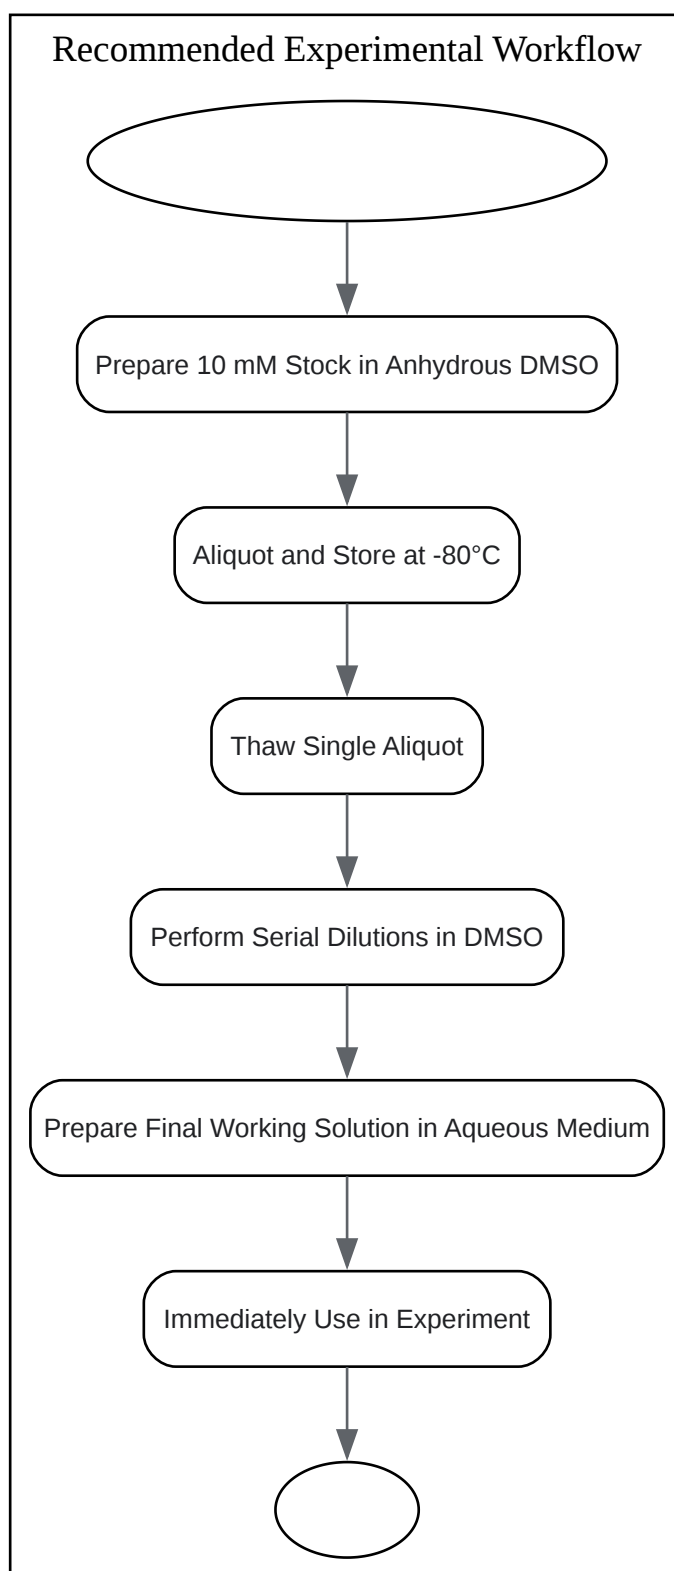 Recommended Experimental Workflow
Prepare 10 mM Stock in Anhydrous DMSO
Aliquot and Store at -80°C
Thaw Single Aliquot
Perform Serial Dilutions in DMSO
Prepare Final Working Solution in Aqueous Medium
Immediately Use in Experiment